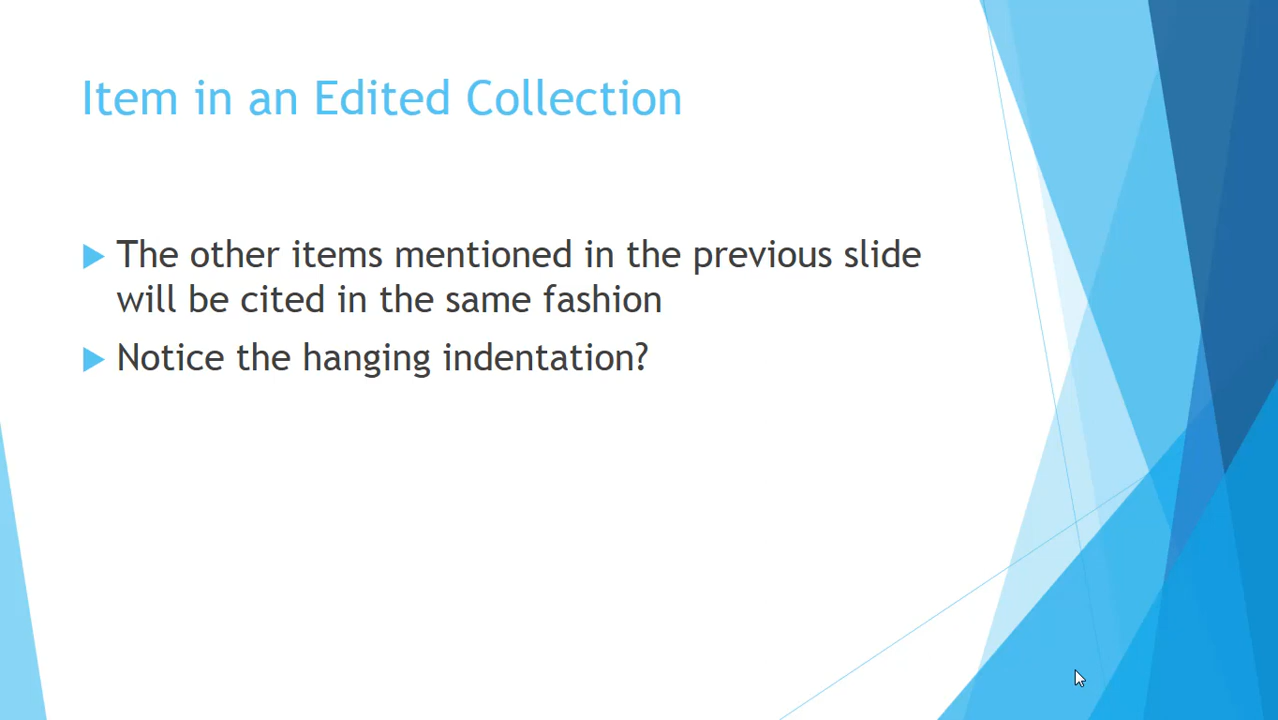 Item in an Edited Collection
The other items mentioned in the previous slide
will be cited in the same fashion
Notice the hanging indentation?